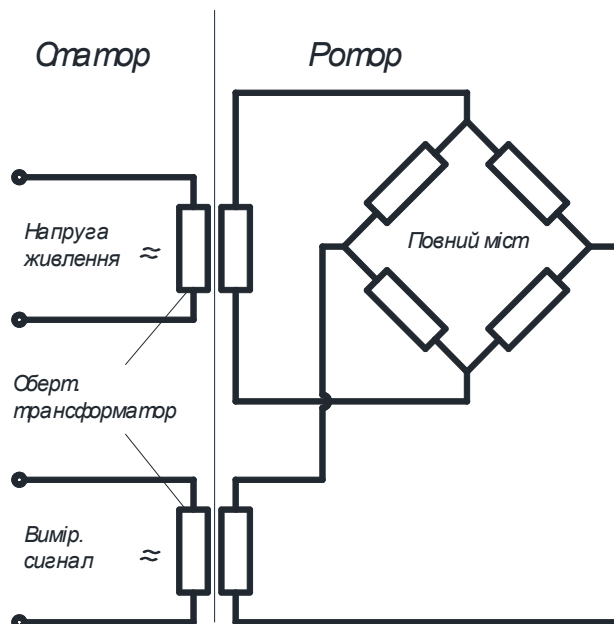 Статор
Ротор
Напруга
живлення
≈
Повний міст
Оберт.
трансформатор
Вимір.
сигнал
≈